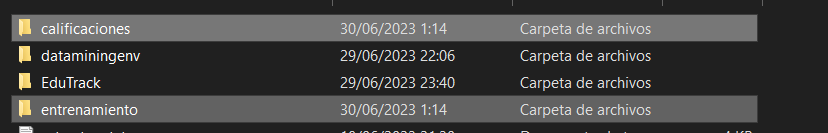 calificaciones 30/06/2023 1:14 Carpeta de archivos
dataminingenv 29/06/2023 22:06 Carpeta de archivos
EduTrack 29/06/2023 23:40 Carpeta de archivos
entrenamiento 30/06/2023 1:14 Carpeta de archivos